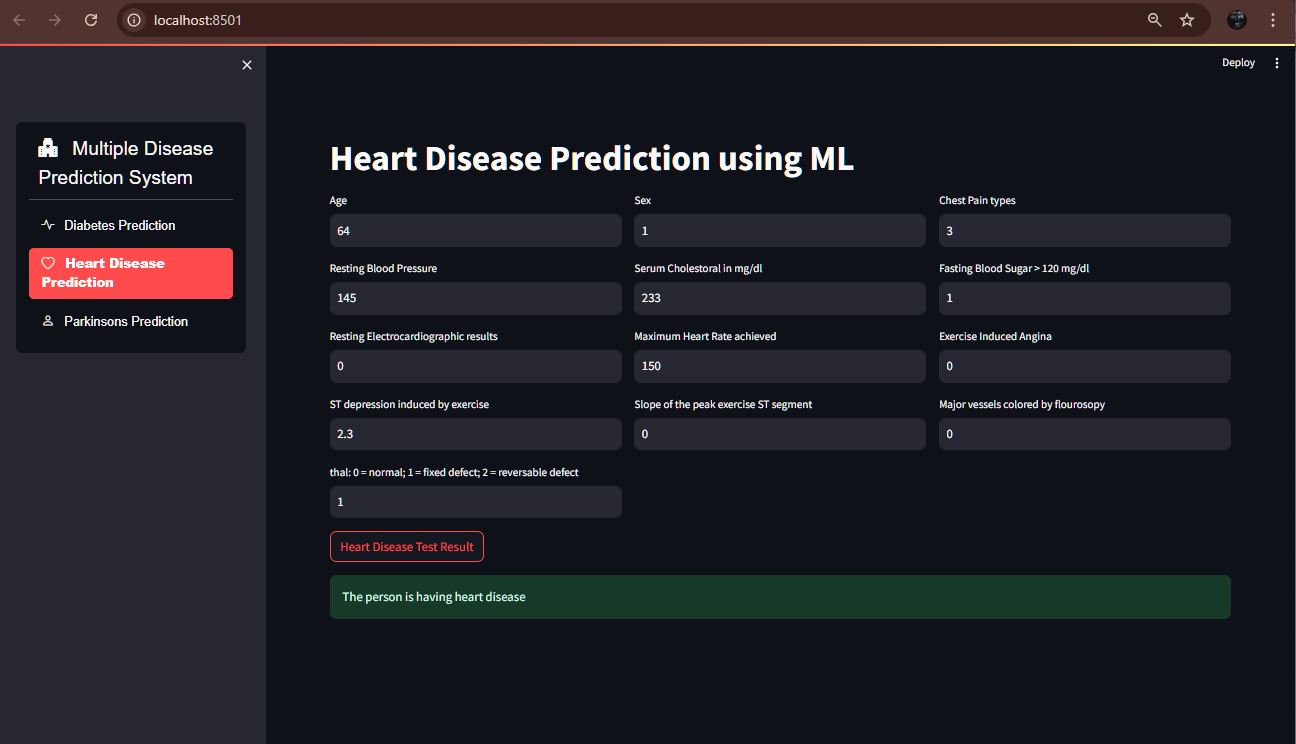 localhost:8501
Deploy
Multiple Disease
Prediction System
Diabetes Prediction
Heart Disease
Prediction
Parkinsons Prediction
Heart Disease Prediction using ML
Age Sex Chest Pain types
64 1 3
Resting Blood Pressure Serum Cholestoral in mg/dl Fasting Blood Sugar > 120 mg/dl
145 233 1
Resting Electrocardiographic results Maximum Heart Rate achieved Exercise Induced Angina
0 150 0
ST depression induced by exercise Slope of the peak exercise ST segment Major vessels colored by flourosopy
2.3 0 0
thal: 0 = normal; 1 = fixed defect; 2 = reversable defect
1
Heart Disease Test Result
The person is having heart disease